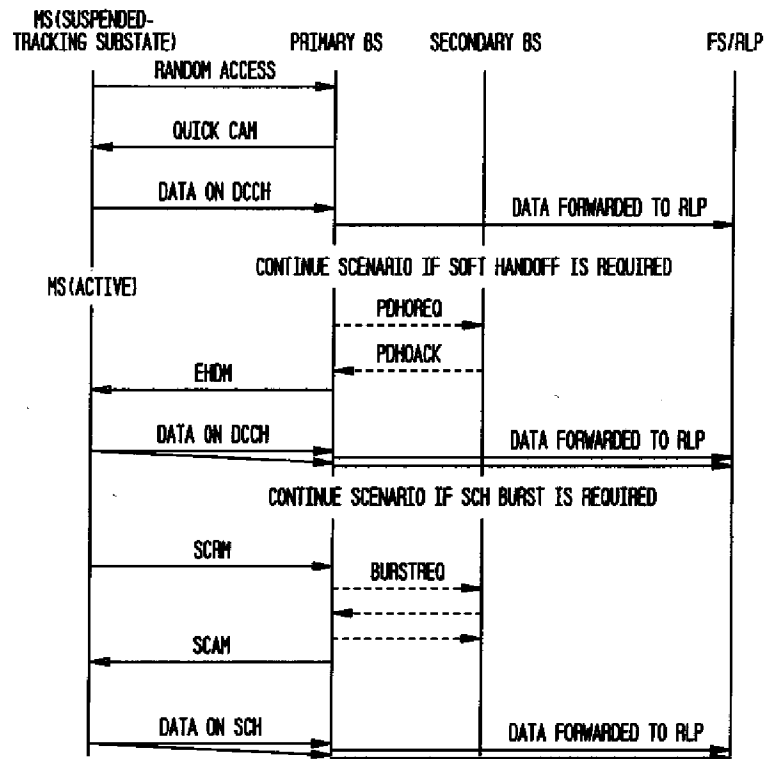 MS(SUSPENDED-
TRACKING SUBSTATE)
PRIMARY BS
SECONDARY BS
FS/RLP
RANDOM ACCESS
QUICK CAM
DATA ON DCCH
DATA FORWARDED TO RLP
CONTINUE SCENARIO IF SOFT HANDOFF IS REQUIRED
MS(ACTIVE)
PDHOREQ
PDHOACK
EHDM
DATA ON DCCH
DATA FORWARDED TO RLP
CONTINUE SCENARIO IF SCH BURST IS REQUIRED
SCRM
BURSTREQ
SCAM
DATA ON SCH
DATA FORWARDED TO RLP